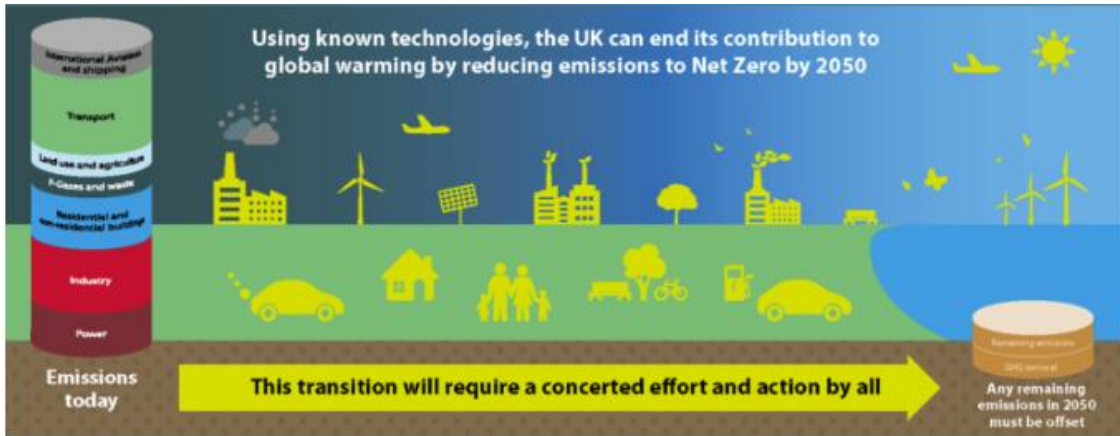 Using known technologies, the UK can end its contribution to
global warming by reducing emissions to Net Zero by 2050
International Aviation
and shipping
Transport
Land use and agriculture
F-Gases and waste
Residential and
non-residential buildings
Industry
Power
Emissions
today
This transition will require a concerted effort and action by all
Remaining emissions
GHG removal
Any remaining
emissions in 2050
must be offset